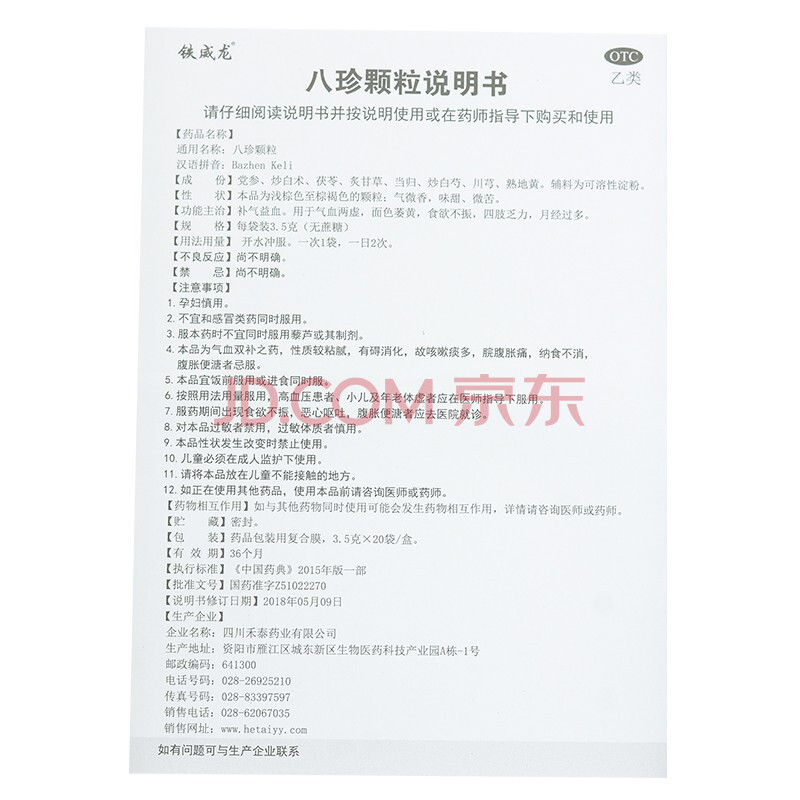 铁威龙®
OTC
乙类
八珍颗粒说明书
请仔细阅读说明书并按说明使用或在药师指导下购买和使用
【药品名称】
通用名称：八珍颗粒
汉语拼音：Bazhen Keli
【成　　份】党参、炒白术、茯苓、炙甘草、当归、炒白芍、川芎、熟地黄。辅料为可溶性淀粉。
【性　　状】本品为浅棕色至棕褐色的颗粒；气微香，味甜、微苦。
【功能主治】补气益血。用于气血两虚，面色萎黄，食欲不振，四肢乏力，月经过多。
【规　　格】每袋装3.5克（无蔗糖）
【用法用量】 开水冲服。一次1袋，一日2次。
【不良反应】尚不明确。
【禁　　忌】尚不明确。
【注意事项】
1. 孕妇慎用。
2. 不宜和感冒类药同时服用。
3. 服本药时不宜同时服用藜芦或其制剂。
4. 本品为气血双补之药，性质较粘腻，有碍消化，故咳嗽痰多，脘腹胀痛，纳食不消，
腹胀便溏者忌服。
5. 本品宜饭前服用或进食同时服。
6. 按照用法用量服用，高血压患者、小儿及年老体虚者应在医师指导下服用。
JD.COM 京东
7. 服药期间出现食欲不振，恶心呕吐，腹胀便溏者应去医院就诊。
8. 对本品过敏者禁用，过敏体质者慎用。
9. 本品性状发生改变时禁止使用。
10. 儿童必须在成人监护下使用。
11. 请将本品放在儿童不能接触的地方。
12. 如正在使用其他药品，使用本品前请咨询医师或药师。
【药物相互作用】如与其他药物同时使用可能会发生药物相互作用，详情请咨询医师或药师。
【贮　　藏】密封。
【包　　装】药品包装用复合膜，3.5克×20袋/盒。
【有 效 期】36个月
【执行标准】《中国药典》2015年版一部
【批准文号】国药准字Z51022270
【说明书修订日期】2018年05月09日
【生产企业】
企业名称：四川禾泰药业有限公司
生产地址：资阳市雁江区城东新区生物医药科技产业园A栋-1号
邮政编码：641300
电话号码：028-26925210
传真号码：028-83397597
销售电话：028-62067035
销售网址：www.hetaiyy.com
如有问题可与生产企业联系